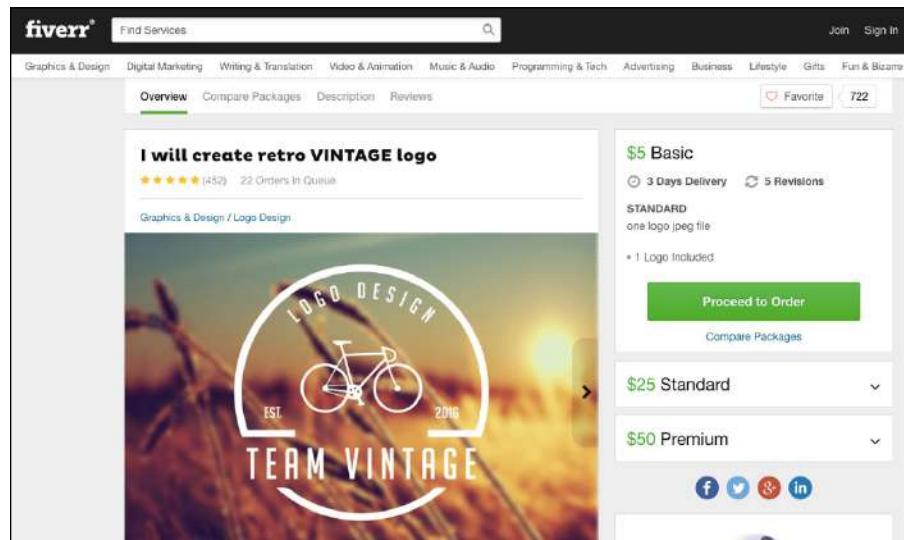 fiverr®
Find Services
Join Sign In
Graphics & Design Digital Marketing Writing & Translation Video & Animation Music & Audio Programming & Tech Advertising Business Lifestyle Gifts Fun & Bizarre
Overview Compare Packages Description Reviews
Favorite 722
I will create retro VINTAGE logo
(452) 22 Orders In Queue
Graphics & Design / Logo Design
LOGO DESIGN
EST. 2016
TEAM VINTAGE
$5 Basic
3 Days Delivery 5 Revisions
STANDARD
one logo jpeg file
• 1 Logo Included
Proceed to Order
Compare Packages
$25 Standard
$50 Premium
f g+ in